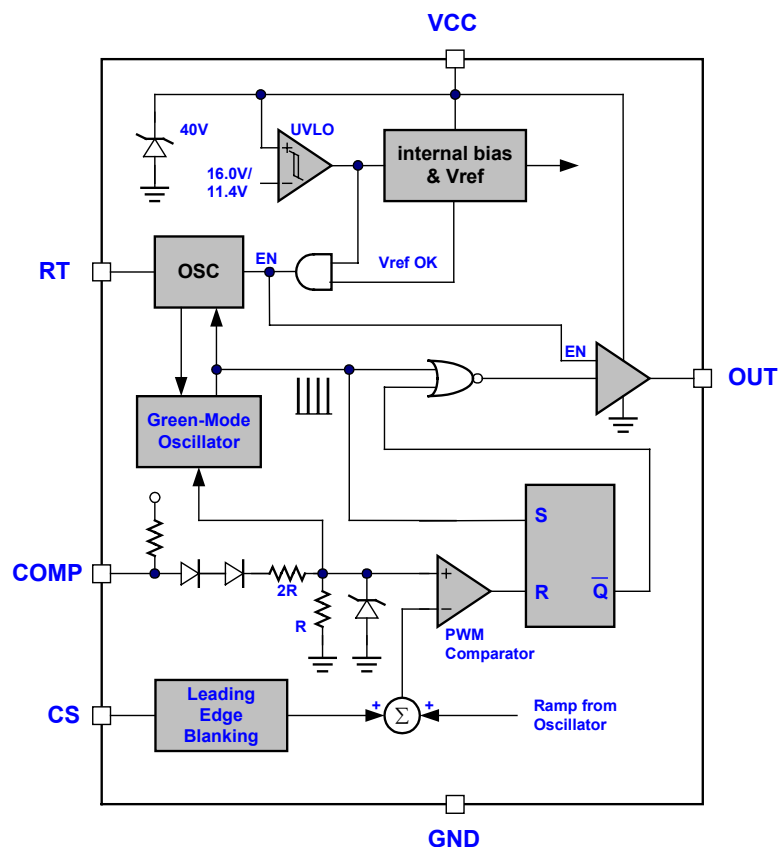 VCC
40V
UVLO
16.0V/
11.4V
+
−
internal bias
& Vref
RT
OSC
EN
Vref OK
EN
OUT
Green-Mode
Oscillator
S
COMP
2R
R
+
−
R
Q̅
PWM
Comparator
CS
Leading
Edge
Blanking
+
Σ
+
Ramp from
Oscillator
GND